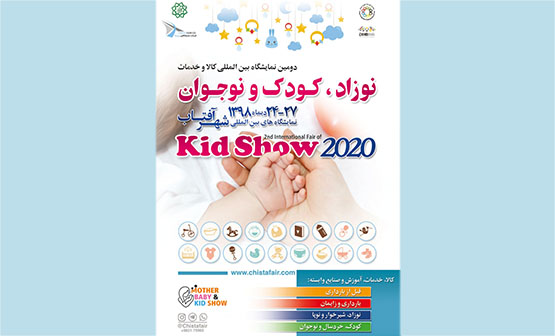 دومین نمایشگاه بین المللی کالا و خدمات
نوزاد، کودک و نوجوان
۲۴-۲۷ دیماه ۱۳۹۸
نمایشگاه های بین المللی شهر آفتاب
2nd International Fair of
Kid Show 2020
www.chistafair.com
کالا، خدمات، آموزش و صنایع وابسته:
قبل از بارداری
بارداری و زایمان
نوزاد، شیرخوار و نوپا
کودک، خردسال و نوجوان
MOTHER
BABY &
KID SHOW
@Chistafair